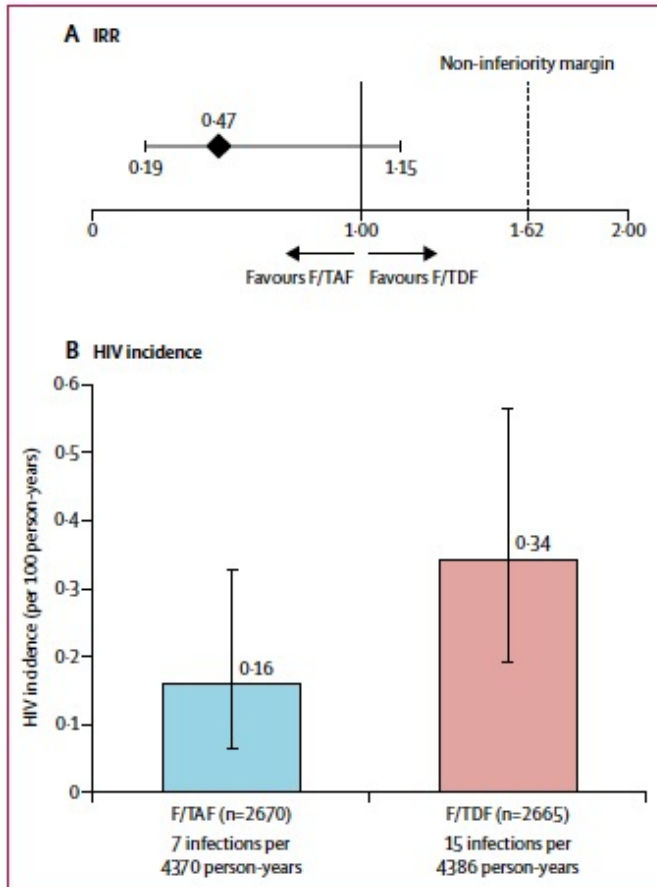 A IRR
Non-inferiority margin
0·47
0·19
1·15
0
1·00
1·62
2·00
Favours F/TAF
Favours F/TDF
B HIV incidence
HIV incidence (per 100 person-years)
0·6
0·5
0·4
0·3
0·2
0·1
0
0·16
0·34
F/TAF (n=2670)
7 infections per
4370 person-years
F/TDF (n=2665)
15 infections per
4386 person-years